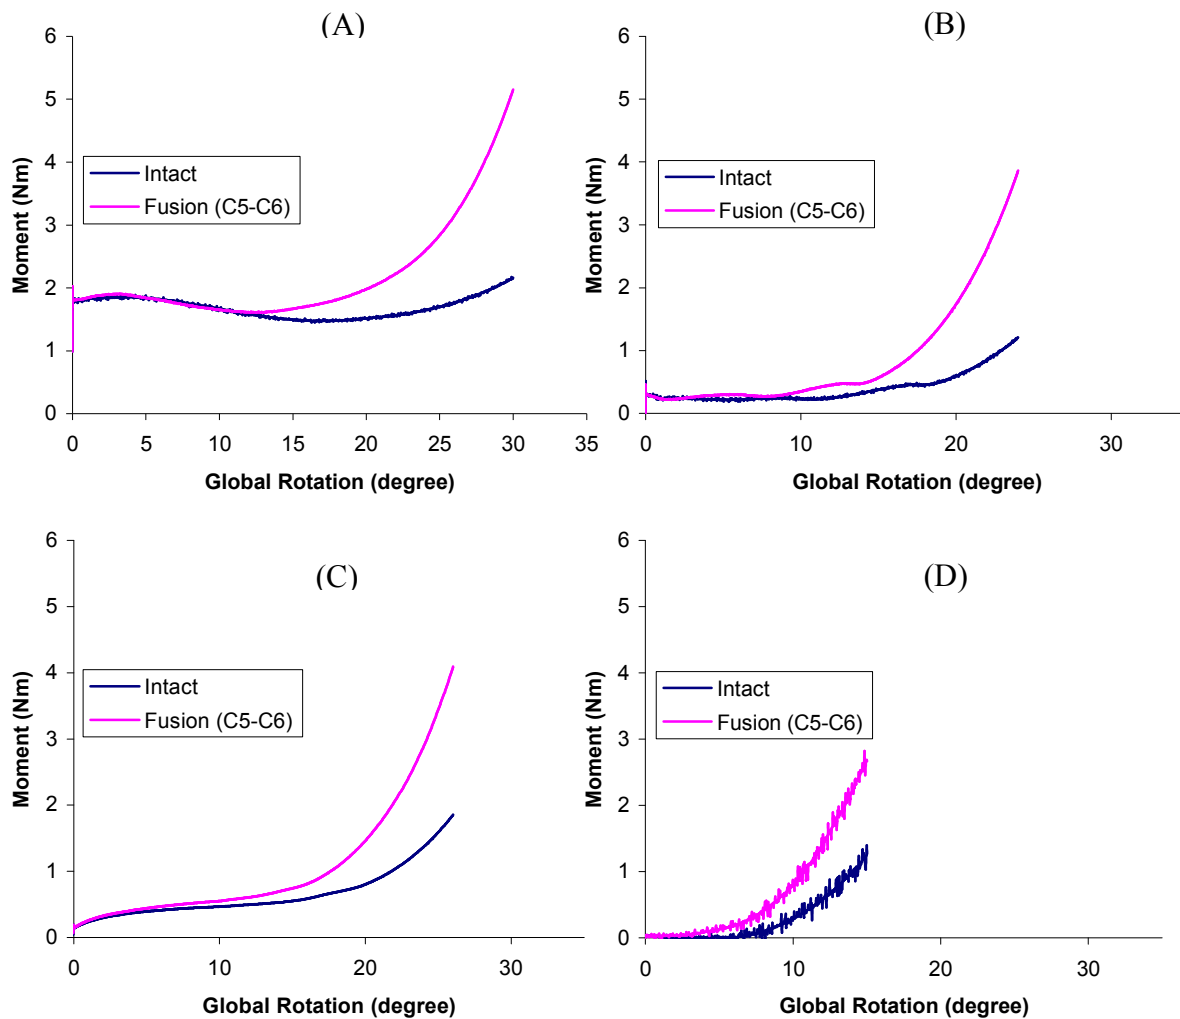 (A)
6
5
4
3
2
1
0
Moment (Nm)
Intact
Fusion (C5-C6)
0 5 10 15 20 25 30 35
Global Rotation (degree)
(B)
6
5
4
3
2
1
0
Moment (Nm)
Intact
Fusion (C5-C6)
0 10 20 30
Global Rotation (degree)
(C)
6
5
4
3
2
1
0
Moment (Nm)
Intact
Fusion (C5-C6)
0 10 20 30
Global Rotation (degree)
(D)
6
5
4
3
2
1
0
Moment (Nm)
Intact
Fusion (C5-C6)
0 10 20 30
Global Rotation (degree)